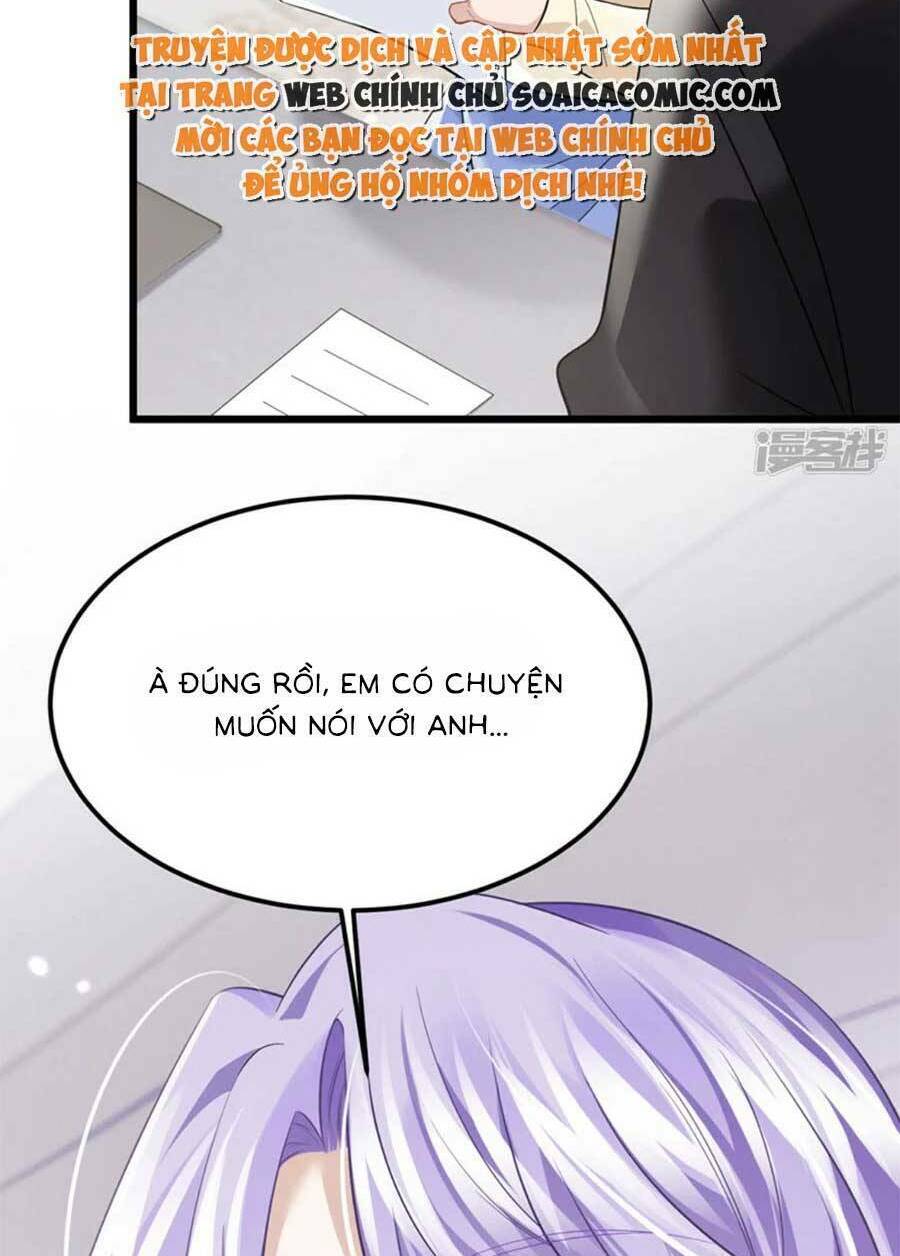 TRUYỆN ĐƯỢC DỊCH VÀ CẬP NHẬT SỚM NHẤT
TẠI TRANG WEB CHÍNH CHỦ SOAICACOMIC.COM
MỜI CÁC BẠN ĐỌC TẠI WEB CHÍNH CHỦ
ĐỂ ỦNG HỘ NHÓM DỊCH NHÉ!
漫客栈
À ĐÚNG RỒI, EM CÓ CHUYỆN
MUỐN NÓI VỚI ANH...